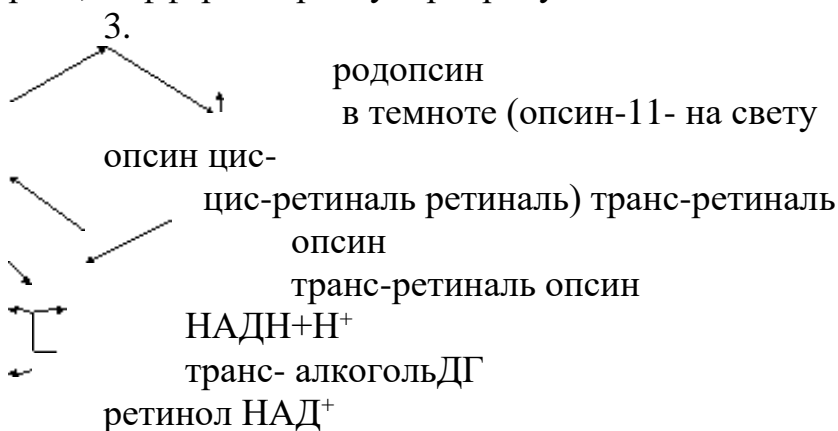 3.
родопсин
в темноте (опсин-11- на свету
опсин цис-
цис-ретиналь ретиналь) транс-ретиналь
опсин
транс-ретиналь опсин
НАДН+Н⁺
транс- алкогольДГ
ретинол НАД⁺